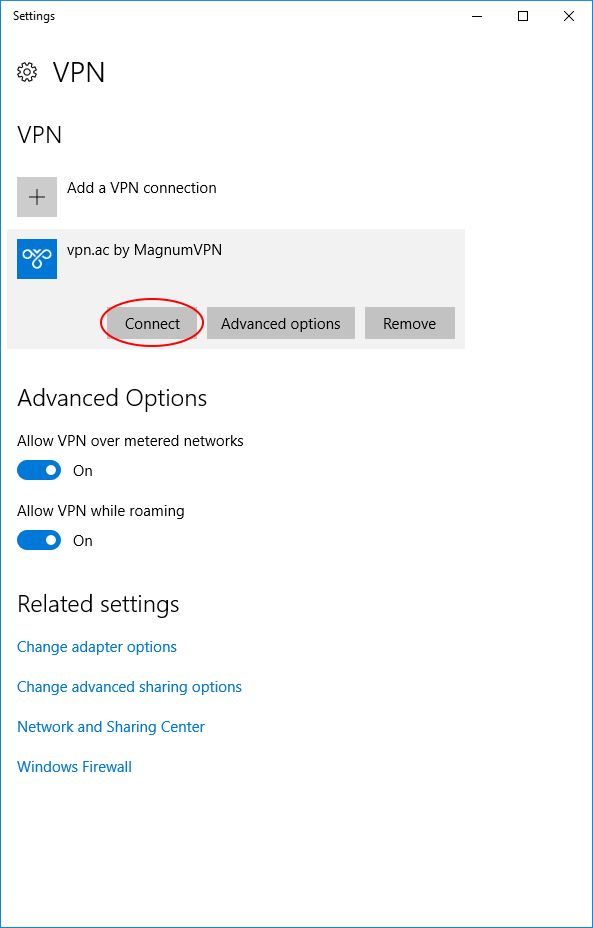 Settings
VPN
VPN
Add a VPN connection
vpn.ac by MagnumVPN
Connect Advanced options Remove
Advanced Options
Allow VPN over metered networks
On
Allow VPN while roaming
On
Related settings
Change adapter options
Change advanced sharing options
Network and Sharing Center
Windows Firewall